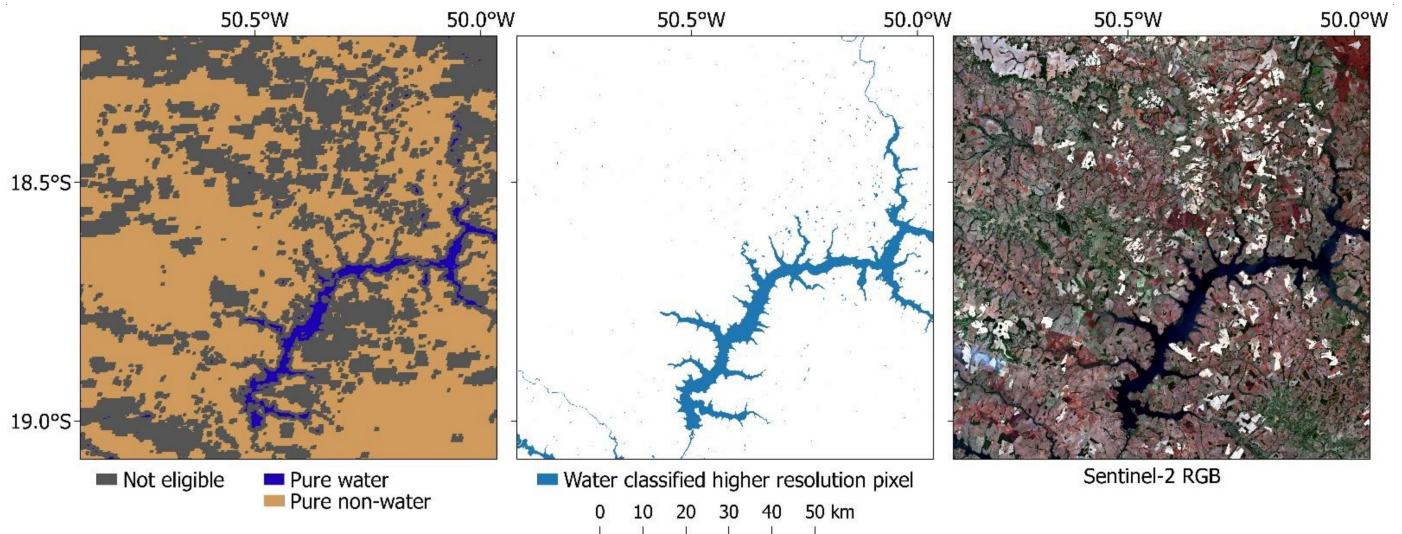 50.5°W 50.0°W 50.5°W 50.0°W 50.5°W 50.0°W
18.5°S
19.0°S
Not eligible Pure water Water classified higher resolution pixel Sentinel-2 RGB
Pure non-water
0 10 20 30 40 50 km